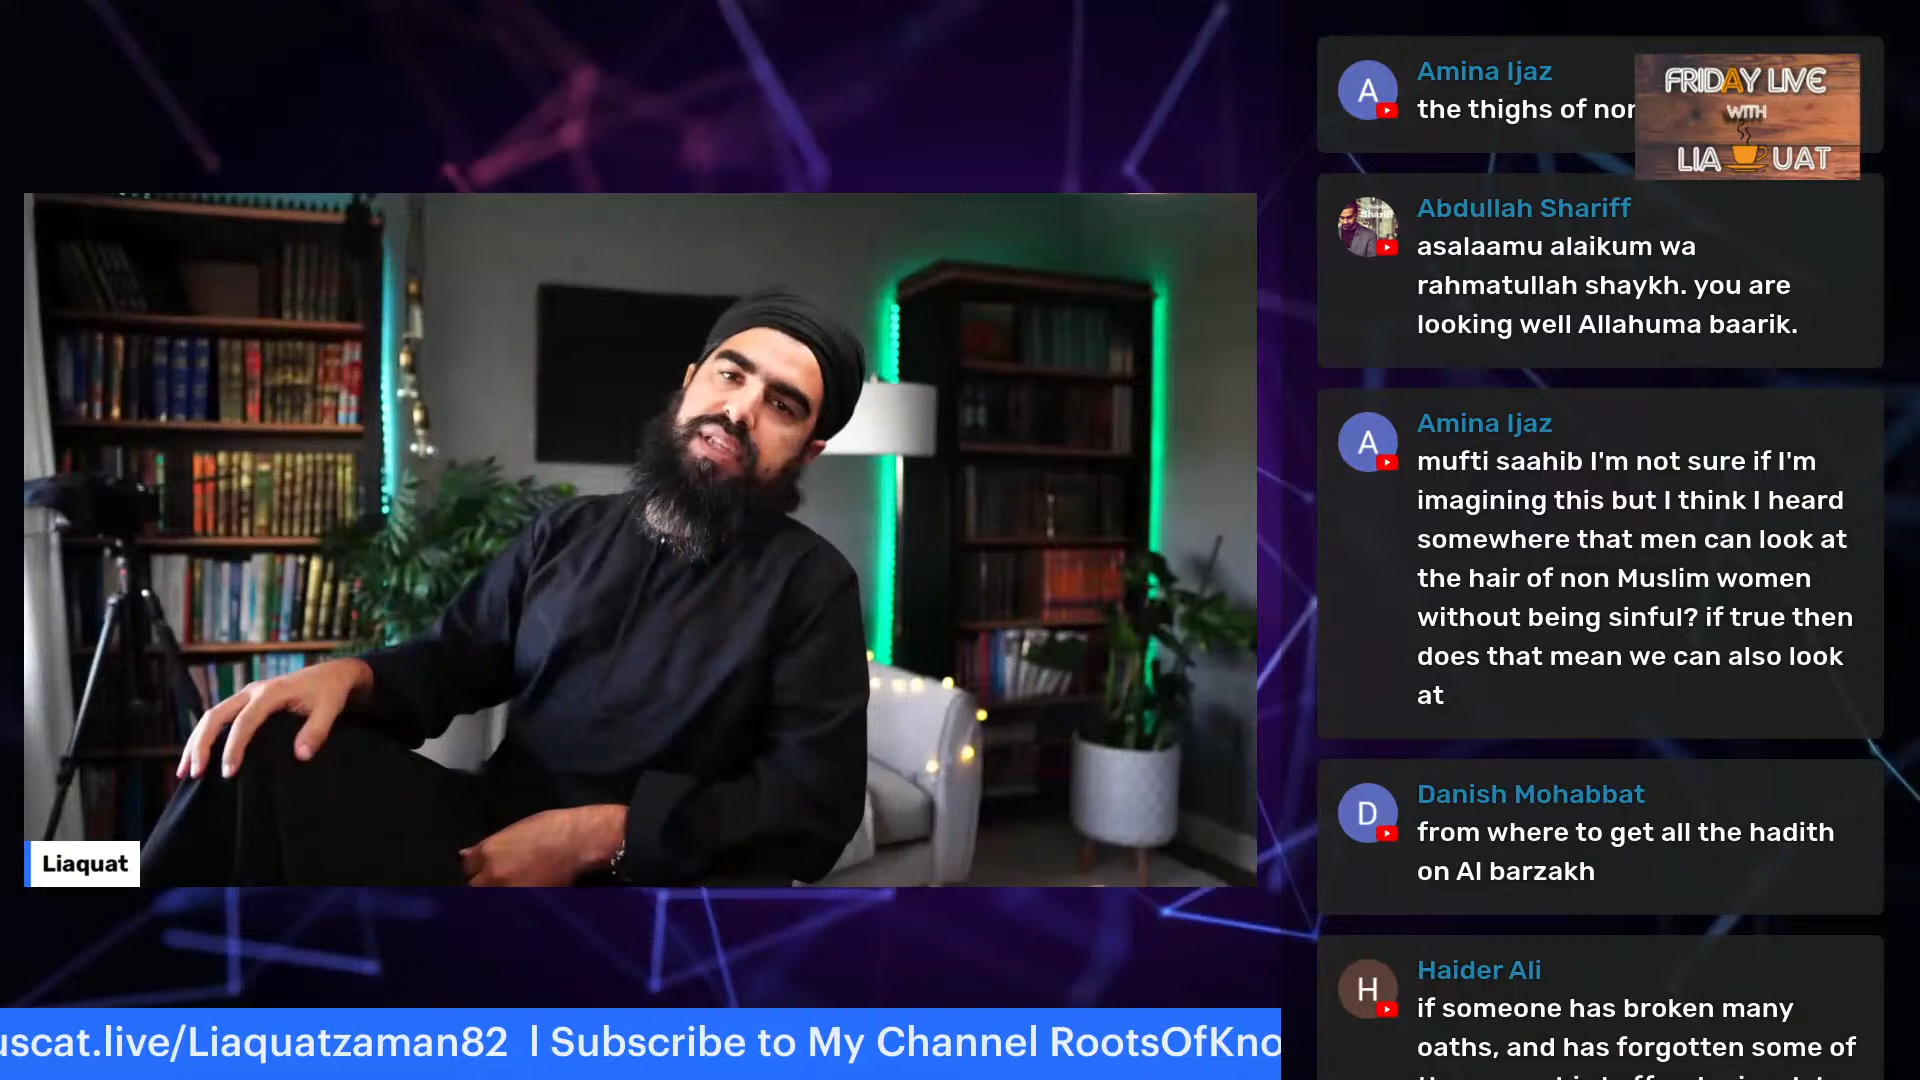 Amina Ijaz
the thighs of
FRIDAY LIVE
WITH
LIA UAT
Abdullah Shariff
asalaamu alaikum wa
rahmatullah shaykh. you are
looking well Allahuma baarik.
Amina Ijaz
mufti saahib I'm not sure if I'm
imagining this but I think I heard
somewhere that men can look at
the hair of non Muslim women
without being sinful? if true then
does that mean we can also look
at
Danish Mohabbat
from where to get all the hadith
on Al barzakh
Haider Ali
if someone has broken many
oaths, and has forgotten some of
Liaquat
uscat.live/Liaquatzaman82 | Subscribe to My Channel RootsOfKno